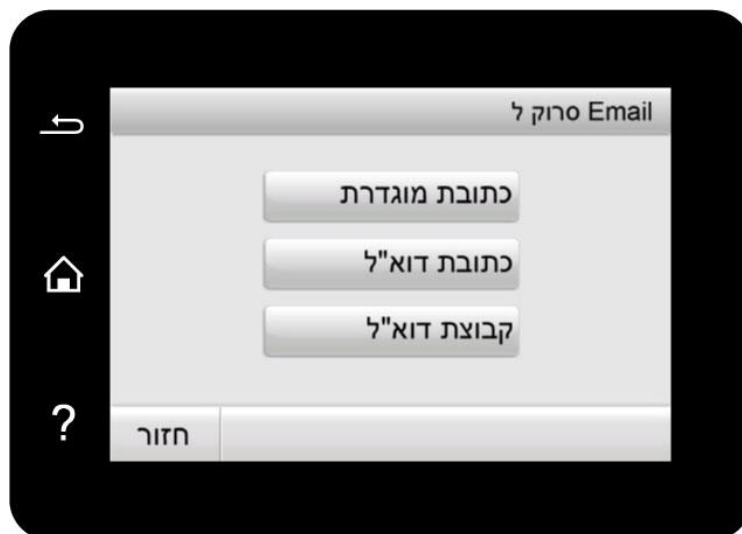 סרוק ל Email
כתובת מוגדרת
כתובת דוא"ל
קבוצת דוא"ל
חזור
?